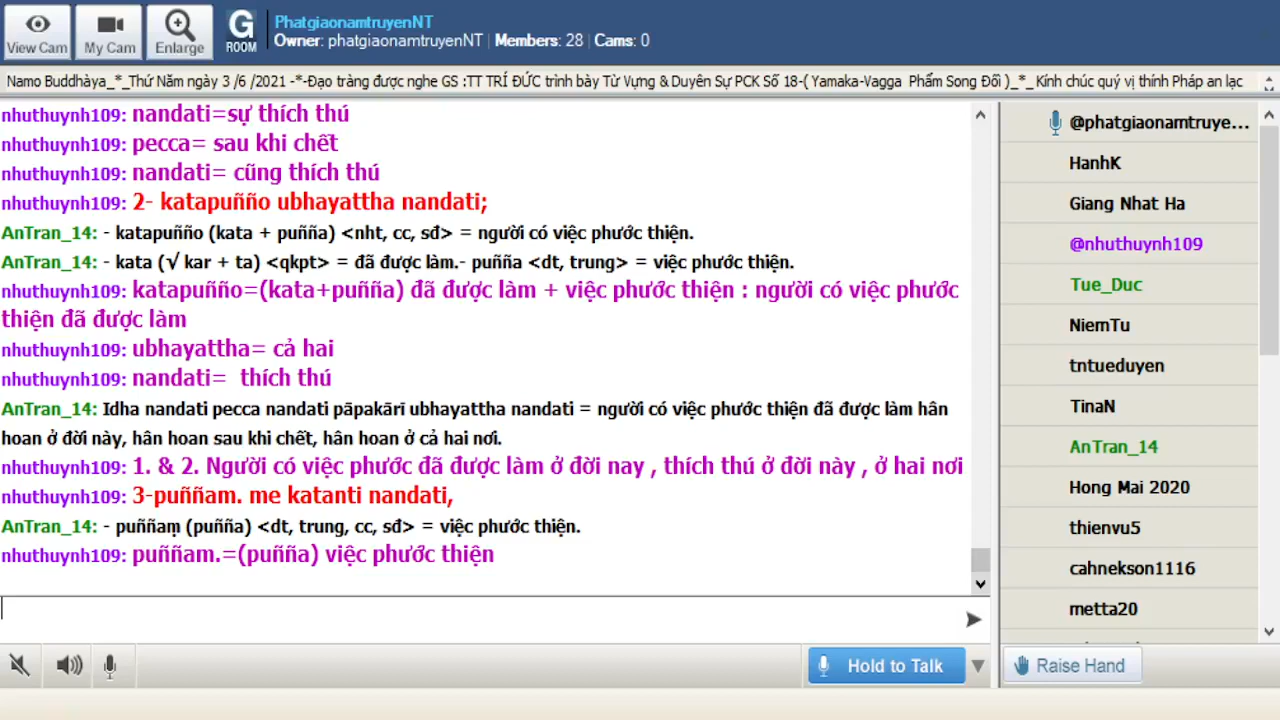 View Cam
My Cam
Enlarge
G
ROOM
PhatgiaonamtruyenNT
Owner: phatgiaonamtruyenNT | Members: 28 | Cams: 0
Namo Buddhàya_*_Thứ Năm ngày 3 /6 /2021 -*-Đạo tràng được nghe GS :TT TRÍ ĐỨC trình bày Từ Vựng & Duyên Sự PCK Số 18-( Yamaka-Vagga Phẩm Song Đối )_*_ Kính chúc quý vị thính Pháp an lạc
nhuthuynh109: nandati=sự thích thú
nhuthuynh109: pecca= sau khi chết
nhuthuynh109: nandati= cũng thích thú
nhuthuynh109: 2- katapuñño ubhayattha nandati;
AnTran_14: - katapuñño (kata + puñña) <nht, cc, sđ> = người có việc phước thiện.
AnTran_14: - kata (√ kar + ta) <qkpt> = đã được làm.- puñña <dt, trung> = việc phước thiện.
nhuthuynh109: katapuñño=(kata+puñña) đã được làm + việc phước thiện : người có việc phước
thiện đã được làm
nhuthuynh109: ubhayattha= cả hai
nhuthuynh109: nandati= thích thú
AnTran_14: Idha nandati pecca nandati pāpakārī ubhayattha nandati = người có việc phước thiện đã được làm hân
hoan ở đời này, hân hoan sau khi chết, hân hoan ở cả hai nơi.
nhuthuynh109: 1. & 2. Người có việc phước đã được làm ở đời nay , thích thú ở đời này , ở hai nơi
nhuthuynh109: 3-puññam. me katanti nandati,
AnTran_14: - puññaṃ (puñña) <dt, trung, cc, sđ> = việc phước thiện.
nhuthuynh109: puññam.=(puñña) việc phước thiện
@phatgiaonamtruye...
HanhK
Giang Nhat Ha
@nhuthuynh109
Tue_Duc
NiemTu
tntueduyen
TinaN
AnTran_14
Hong Mai 2020
thienvu5
cahnekson1116
metta20
Hold to Talk
Raise Hand